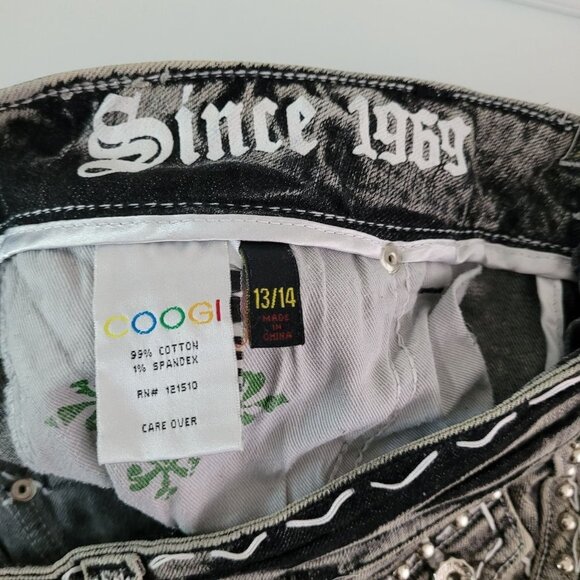 Since 1969
COOGI
99% COTTON
1% SPANDEX
RN# 121510
CARE OVER
13/14
MADE
IN
CHINA